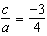 c/a = -3/4